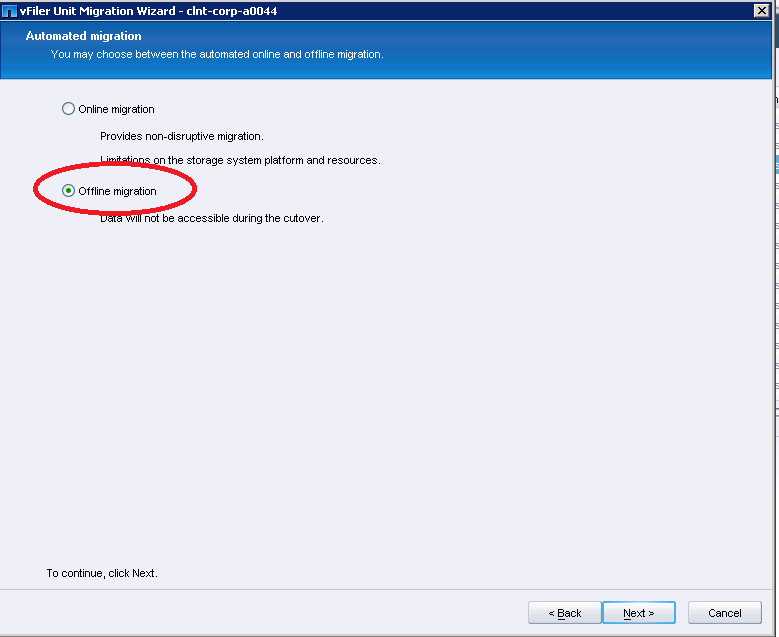 vFiler Unit Migration Wizard - clnt-corp-a0044
Automated migration
You may choose between the automated online and offline migration.
Online migration
Provides non-disruptive migration.
Limitations on the storage system platform and resources.
Offline migration
Data will not be accessible during the cutover.
To continue, click Next.
< Back Next > Cancel